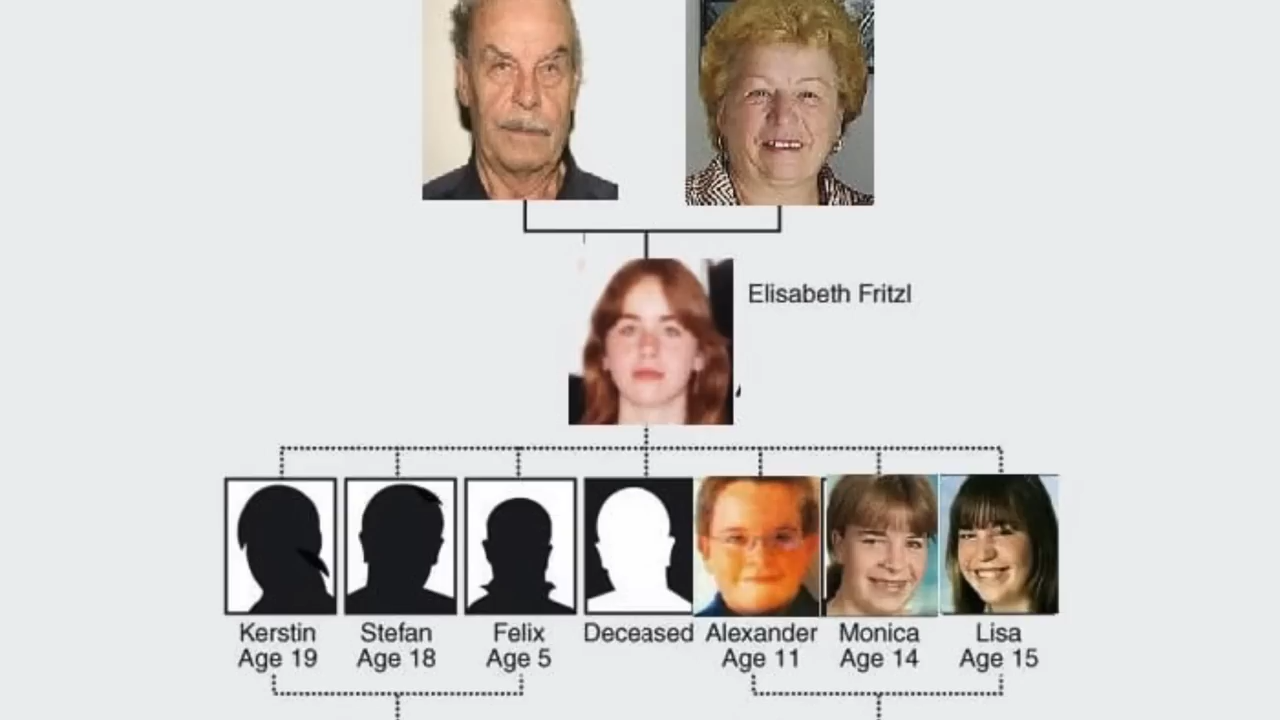 Elisabeth Fritzl
Kerstin
Age 19
Stefan
Age 18
Felix
Age 5
Deceased
Alexander
Age 11
Monica
Age 14
Lisa
Age 15